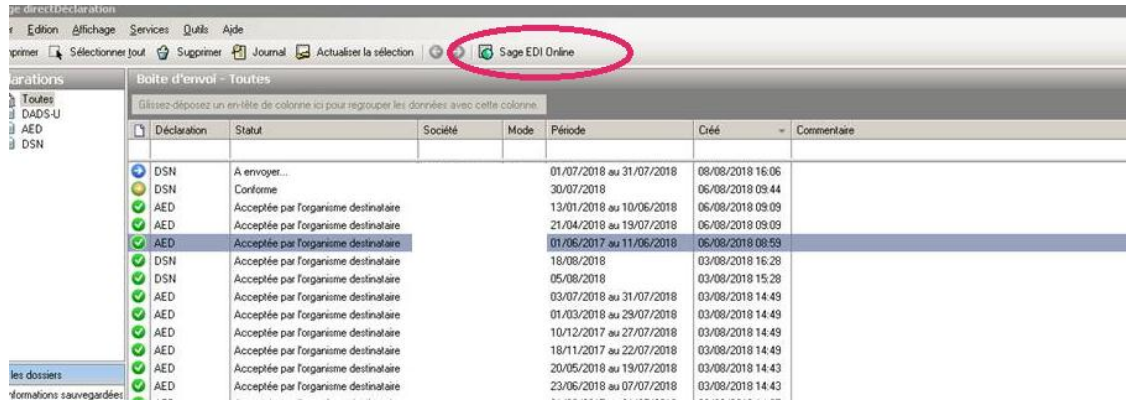 ge directDéclaration
r Edition Affichage Services Outils Aide
primer Sélectionner tout Supprimer Journal Actualiser la sélection Sage EDI Online
larations
Boîte d'envoi - Toutes
Toutes
DADS-U
AED
DSN
Glissez-déposez un en-tête de colonne ici pour regrouper les données avec cette colonne.
Déclaration Statut Société Mode Période Créé Commentaire
DSN A envoyer... 01/07/2018 au 31/07/2018 08/08/2018 16:06
DSN Conforme 30/07/2018 06/08/2018 09:44
AED Acceptée par l'organisme destinataire 13/01/2018 au 10/06/2018 06/08/2018 09:09
AED Acceptée par l'organisme destinataire 21/04/2018 au 19/07/2018 06/08/2018 09:09
AED Acceptée par l'organisme destinataire 01/06/2017 au 11/06/2018 06/08/2018 08:59
DSN Acceptée par l'organisme destinataire 18/08/2018 03/08/2018 16:28
DSN Acceptée par l'organisme destinataire 05/08/2018 03/08/2018 15:28
AED Acceptée par l'organisme destinataire 03/07/2018 au 31/07/2018 03/08/2018 14:49
AED Acceptée par l'organisme destinataire 01/03/2018 au 29/07/2018 03/08/2018 14:49
AED Acceptée par l'organisme destinataire 10/12/2017 au 27/07/2018 03/08/2018 14:49
AED Acceptée par l'organisme destinataire 18/11/2017 au 22/07/2018 03/08/2018 14:49
AED Acceptée par l'organisme destinataire 20/05/2018 au 19/07/2018 03/08/2018 14:43
AED Acceptée par l'organisme destinataire 23/06/2018 au 07/07/2018 03/08/2018 14:43
les dossiers
nformations sauvegardées